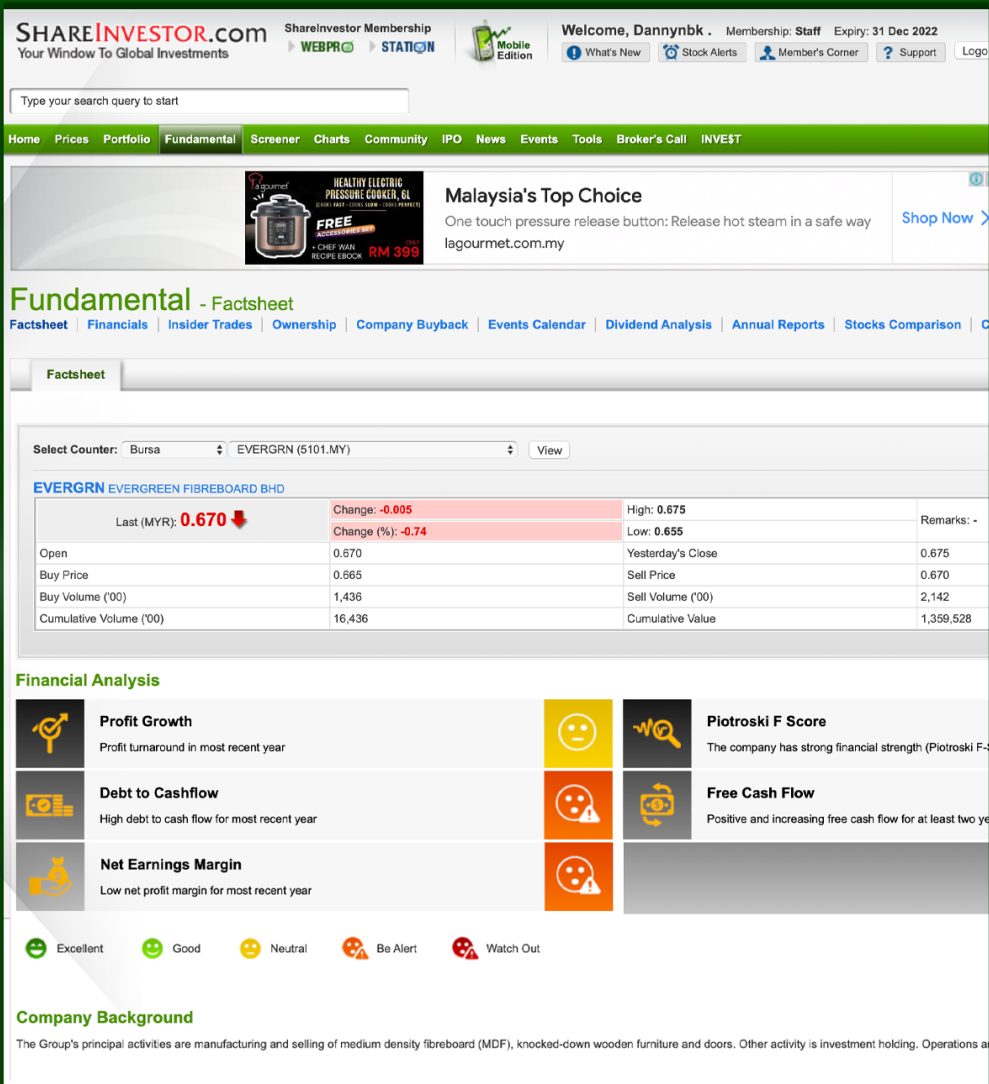 SHAREINVESTOR.com
Your Window To Global Investments
ShareInvestor Membership
WEBPRO STATION
Mobile Edition
Welcome, Dannynbk . Membership: Staff Expiry: 31 Dec 2022
What's New Stock Alerts Member's Corner Support Logo
Type your search query to start
Home Prices Portfolio Fundamental Screener Charts Community IPO News Events Tools Broker's Call INVE$T
lagourmet
HEALTHY ELECTRIC
PRESSURE COOKER, 6L
(COOKS FAST - COOKS SLOW - COOKS PERFECT)
FREE
ACCESSORIES SET
+ CHEF WAN
RECIPE EBOOK
ONLY
RM 399
Malaysia's Top Choice
One touch pressure release button: Release hot steam in a safe way
lagourmet.com.my
Shop Now
Fundamental - Factsheet
Factsheet Financials Insider Trades Ownership Company Buyback Events Calendar Dividend Analysis Annual Reports Stocks Comparison C
Factsheet
Select Counter: Bursa EVERGRN (5101.MY) View
EVERGRN EVERGREEN FIBREBOARD BHD
Last (MYR): 0.670 Change: -0.005 High: 0.675 Remarks: -
Change (%): -0.74 Low: 0.655
Open 0.670 Yesterday's Close 0.675
Buy Price 0.665 Sell Price 0.670
Buy Volume ('00) 1,436 Sell Volume ('00) 2,142
Cumulative Volume ('00) 16,436 Cumulative Value 1,359,528
Financial Analysis
Profit Growth
Profit turnaround in most recent year
Piotroski F Score
The company has strong financial strength (Piotroski F-S
Debt to Cashflow
High debt to cash flow for most recent year
Free Cash Flow
Positive and increasing free cash flow for at least two ye
Net Earnings Margin
Low net profit margin for most recent year
Excellent Good Neutral Be Alert Watch Out
Company Background
The Group's principal activities are manufacturing and selling of medium density fibreboard (MDF), knocked-down wooden furniture and doors. Other activity is investment holding. Operations a